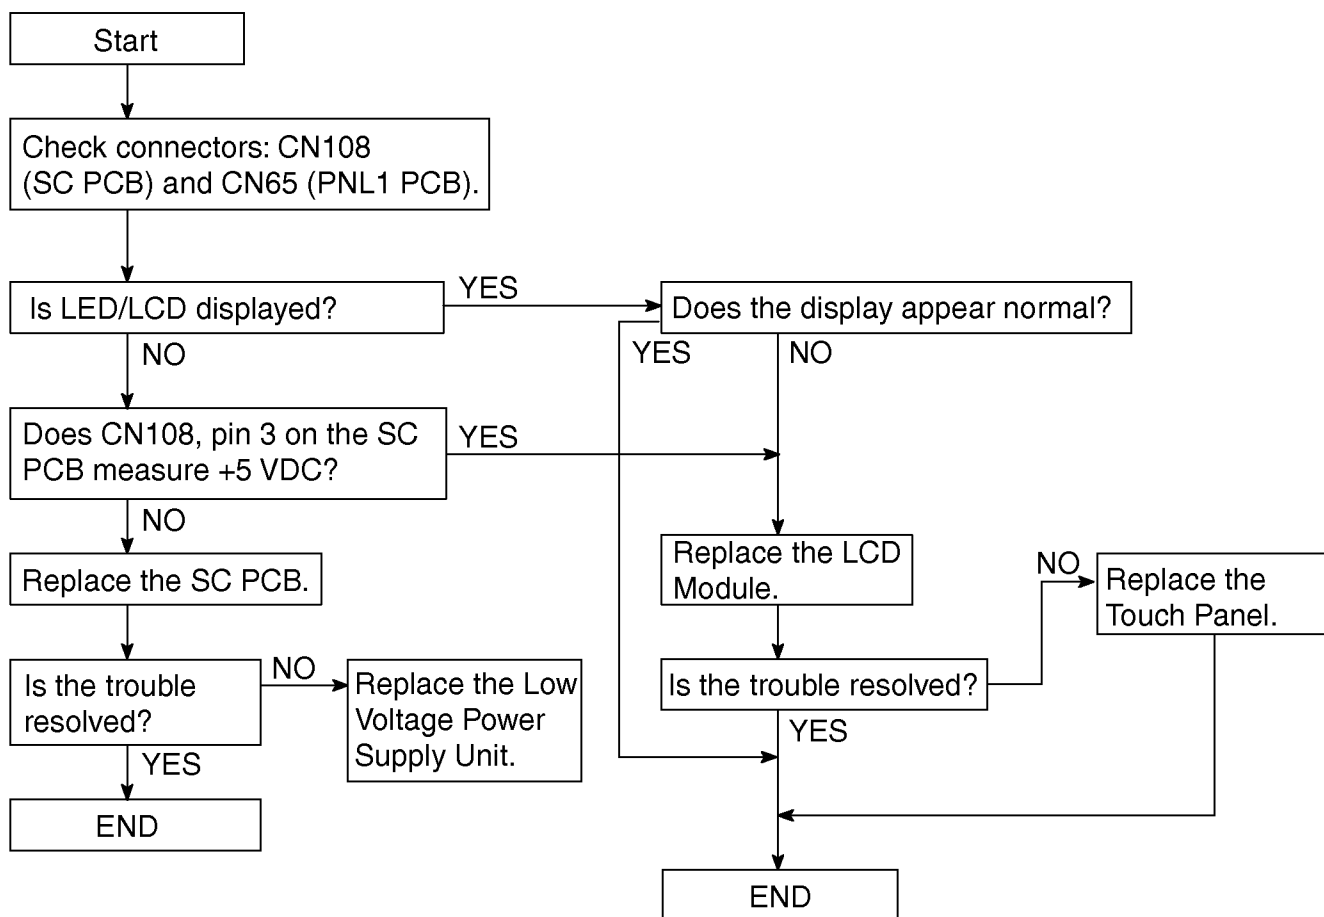 Start
Check connectors: CN108
(SC PCB) and CN65 (PNL1 PCB).
Is LED/LCD displayed?
YES
Does the display appear normal?
NO
YES
NO
Does CN108, pin 3 on the SC
PCB measure +5 VDC?
YES
NO
Replace the SC PCB.
Replace the LCD
Module.
NO
Replace the
Touch Panel.
Is the trouble
resolved?
NO
Replace the Low
Voltage Power
Supply Unit.
Is the trouble resolved?
YES
YES
END
END